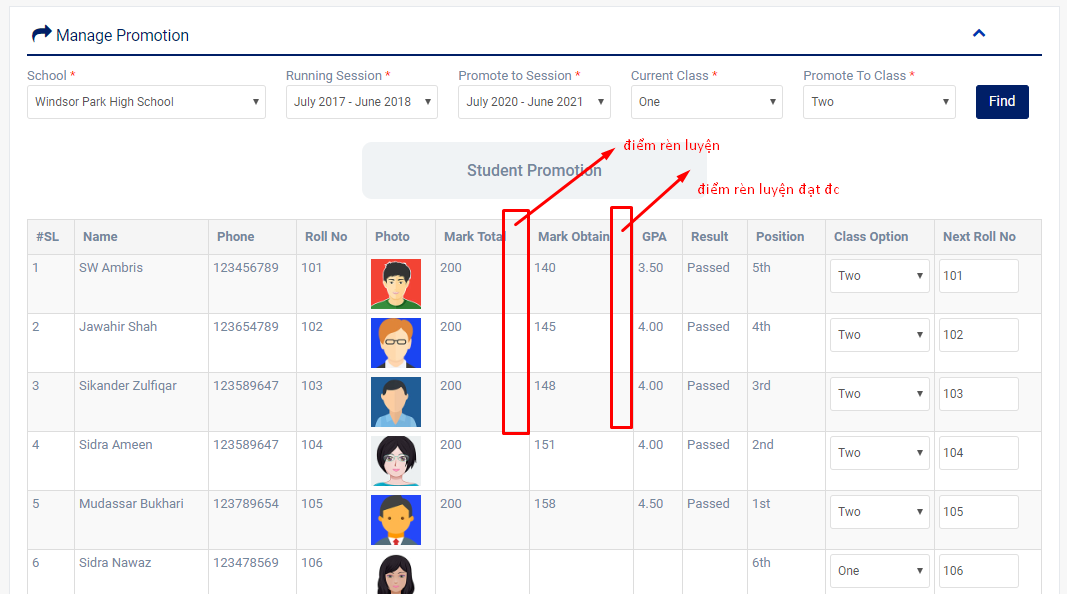 Manage Promotion
School * Running Session * Promote to Session * Current Class * Promote To Class *
Windsor Park High School July 2017 - June 2018 July 2020 - June 2021 One Two Find
điểm rèn luyện
Student Promotion
điểm rèn luyện đạt đc
#SL Name Phone Roll No Photo Mark Total Mark Obtain GPA Result Position Class Option Next Roll No
1 SW Ambris 123456789 101 200 140 3.50 Passed 5th Two 101
2 Jawahir Shah 123654789 102 200 145 4.00 Passed 4th Two 102
3 Sikander Zulfiqar 123589647 103 200 148 4.00 Passed 3rd Two 103
4 Sidra Ameen 123589647 104 200 151 4.00 Passed 2nd Two 104
5 Mudassar Bukhari 123789654 105 200 158 4.50 Passed 1st Two 105
6 Sidra Nawaz 123478569 106 6th One 106